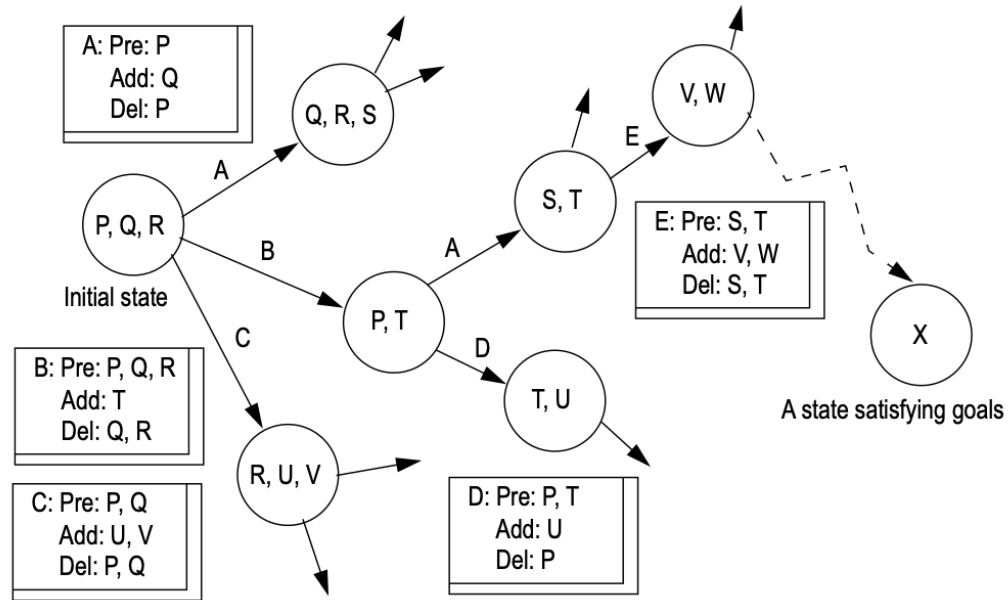 A: Pre: P
Add: Q
Del: P
Q, R, S
V, W
A
E
P, Q, R
S, T
E: Pre: S, T
Add: V, W
Del: S, T
B
A
Initial state
P, T
X
C
D
A state satisfying goals
B: Pre: P, Q, R
Add: T
Del: Q, R
T, U
R, U, V
C: Pre: P, Q
Add: U, V
Del: P, Q
D: Pre: P, T
Add: U
Del: P